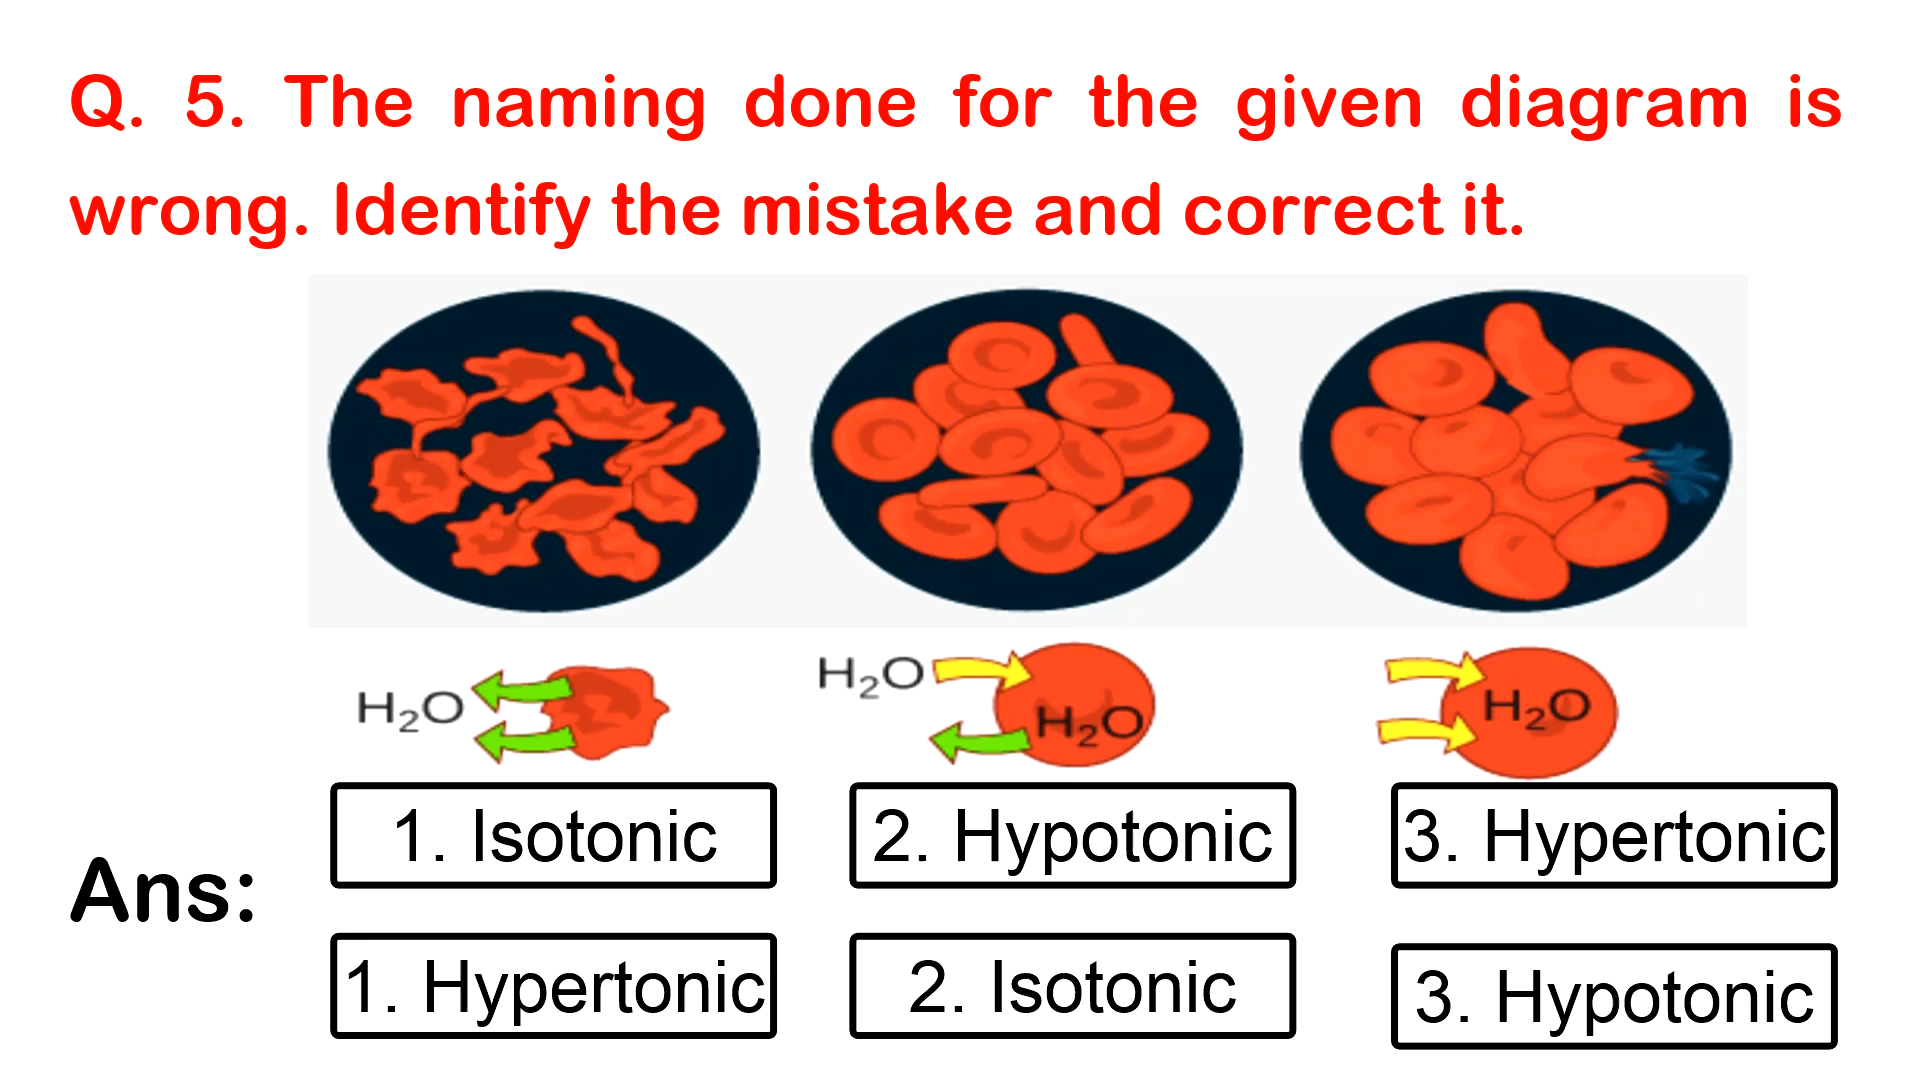 Q. 5. The naming done for the given diagram is
wrong. Identify the mistake and correct it.
H₂O
H₂O
H₂O
H₂O
1. Isotonic
2. Hypotonic
3. Hypertonic
Ans:
1. Hypertonic
2. Isotonic
3. Hypotonic